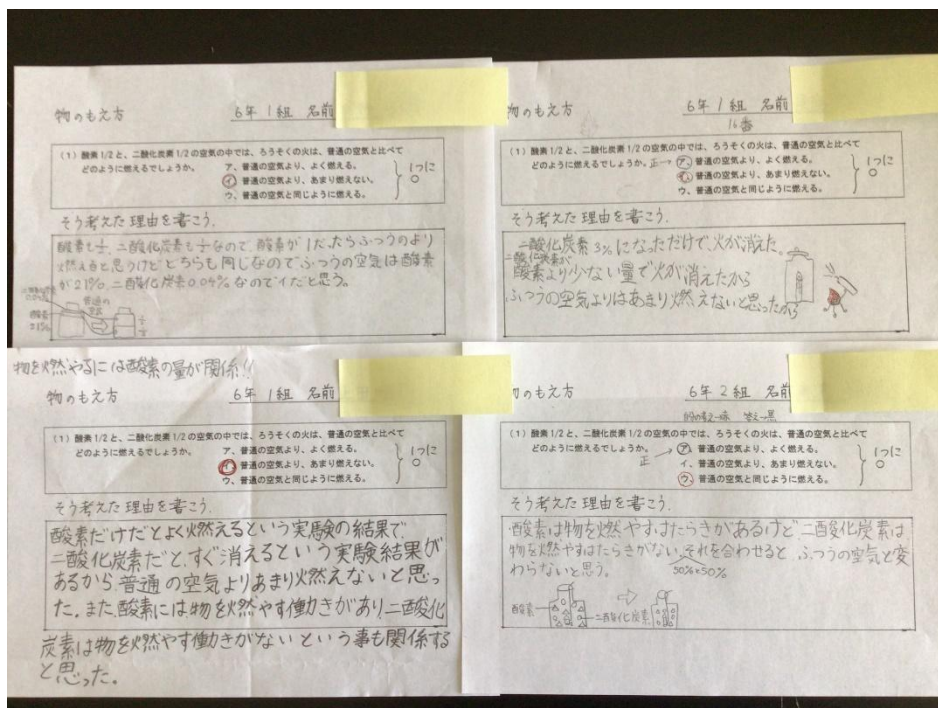 物のもえ方
6年 1組 名前
(1) 酸素1/2と、二酸化炭素1/2の空気の中では、ろうそくの火は、普通の空気と比べて
どのように燃えるでしょうか。 ア、普通の空気より、よく燃える。
イ、普通の空気より、あまり燃えない。
ウ、普通の空気と同じように燃える。
1つに
○
そう考えた理由を書こう.
酸素も1/2、二酸化炭素も1/2なので、酸素が1だったらふつうのより
燃えると思うけどどちらも同じなのでふつうの空気は酸素
が21%、二酸化炭素0.04%なのでイだと思う。
普通の
空気
酸素
21%
物のもえ方
6年 1組 名前
16番
(1) 酸素1/2と、二酸化炭素1/2の空気の中では、ろうそくの火は、普通の空気と比べて
どのように燃えるでしょうか。 正→ ア、普通の空気より、よく燃える。
イ、普通の空気より、あまり燃えない。
ウ、普通の空気と同じように燃える。
1つに
○
そう考えた理由を書こう.
二酸化炭素3%になっただけで、火が消えた。
二酸化炭素が
酸素より少ない量で火が消えたから
ふつうの空気よりはあまり燃えないと思ったから
物を燃やすには酸素の量が関係!!
物のもえ方
6年 1組 名前
(1) 酸素1/2と、二酸化炭素1/2の空気の中では、ろうそくの火は、普通の空気と比べて
どのように燃えるでしょうか。 ア、普通の空気より、よく燃える。
イ、普通の空気より、あまり燃えない。
ウ、普通の空気と同じように燃える。
1つに
○
そう考えた理由を書こう.
酸素だけだとよく燃えるという実験の結果で、
二酸化炭素だと、すぐ消えるという実験結果が
あるから、普通の空気よりあまり燃えないと思っ
た。また、酸素には物を燃やす働きがあり、二酸化
炭素は物を燃やす働きがないという事も関係する
と思った。
物のもえ方
6年 2組 名前
自分の考え→赤 答え→黒
(1) 酸素1/2と、二酸化炭素1/2の空気の中では、ろうそくの火は、普通の空気と比べて
どのように燃えるでしょうか。 ア、普通の空気より、よく燃える。
正 イ、普通の空気より、あまり燃えない。
ウ、普通の空気と同じように燃える。
1つに
○
そう考えた理由を書こう.
酸素は物を燃やすはたらきがあるけど、二酸化炭素は
物を燃やすはたらきがない。それを合わせると、ふつうの空気と変
わらないと思う。
50%と50%
酸素
二酸化炭素